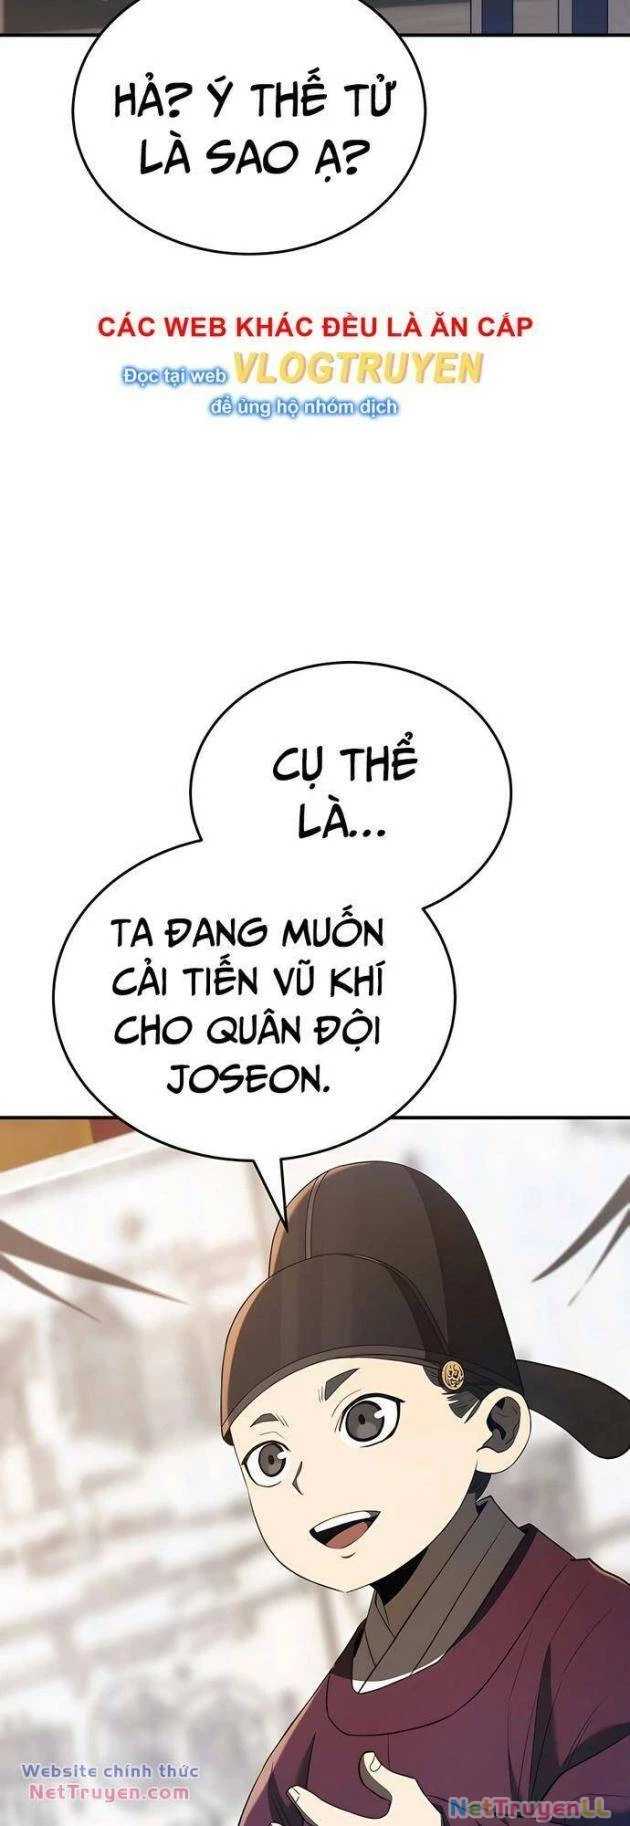 HẢ? Ý THẾ TỬ
LÀ SAO Ạ?
CÁC WEB KHÁC ĐỀU LÀ ĂN CẮP
Đọc tại web VLOGTRUYEN
để ủng hộ nhóm dịch
CỤ THỂ
LÀ...
TA ĐANG MUỐN
CẢI TIẾN VŨ KHÍ
CHO QUÂN ĐỘI
JOSEON.
Website chính thức
NetTruyen.com
NetTruyenLL